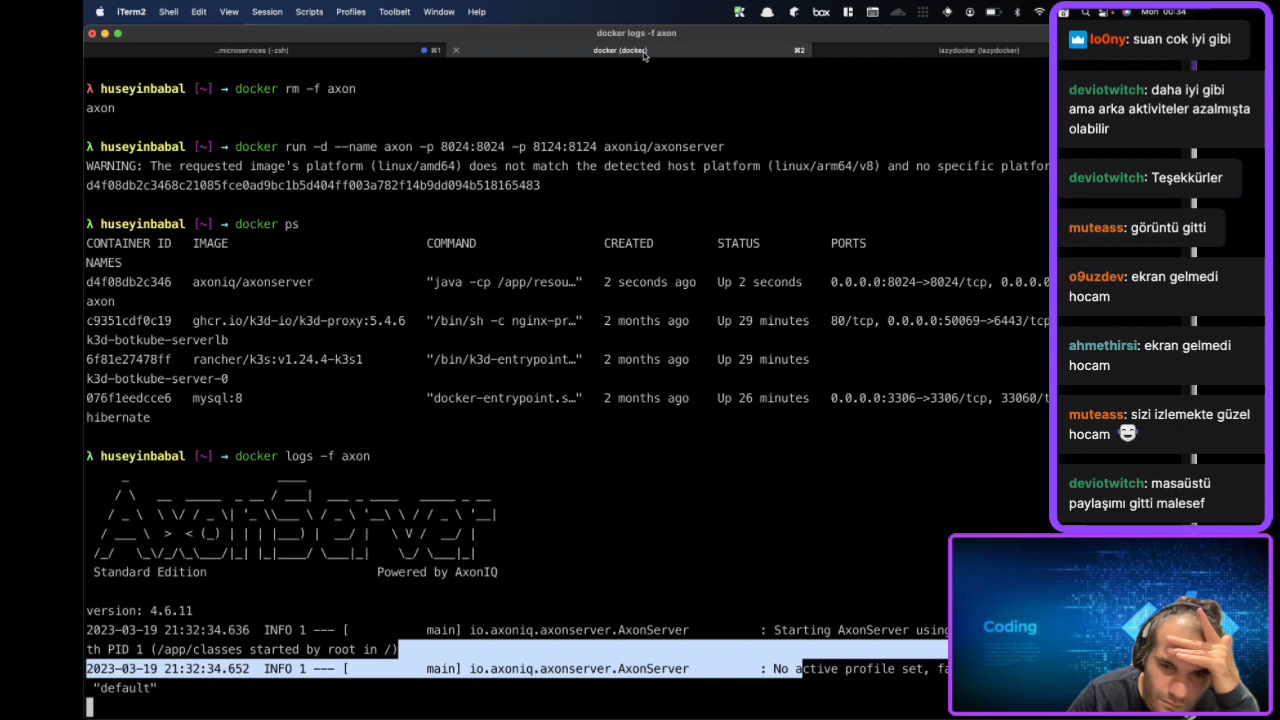 iTerm2 Shell Edit View Session Scripts Profiles Toolbelt Window Help
box
Mon 00:34
docker logs -f axon
..microservices (-zsh)
⌘1
docker (docker)
⌘2
lazydocker (lazydocker)
λ huseyinbabal [~] → docker rm -f axon
axon
λ huseyinbabal [~] → docker run -d --name axon -p 8024:8024 -p 8124:8124 axoniq/axonserver
WARNING: The requested image's platform (linux/amd64) does not match the detected host platform (linux/arm64/v8) and no specific platfor
d4f08db2c3468c21085fce0ad9bc1b5d404ff003a782f14b9dd094b518165483
λ huseyinbabal [~] → docker ps
CONTAINER ID IMAGE COMMAND CREATED STATUS PORTS
NAMES
d4f08db2c346 axoniq/axonserver "java -cp /app/resou…" 2 seconds ago Up 2 seconds 0.0.0.0:8024->8024/tcp, 0.0.0.0
axon
c9351cdf0c19 ghcr.io/k3d-io/k3d-proxy:5.4.6 "/bin/sh -c nginx-pr…" 2 months ago Up 29 minutes 80/tcp, 0.0.0.0:50069->6443/tcp
k3d-botkube-serverlb
6f81e27478ff rancher/k3s:v1.24.4-k3s1 "/bin/k3d-entrypoint…" 2 months ago Up 29 minutes
k3d-botkube-server-0
076f1eedcce6 mysql:8 "docker-entrypoint.s…" 2 months ago Up 26 minutes 0.0.0.0:3306->3306/tcp, 33060/t
hibernate
λ huseyinbabal [~] → docker logs -f axon
AxonServer
Standard Edition Powered by AxonIQ
version: 4.6.11
2023-03-19 21:32:34.636 INFO 1 --- [ main] io.axoniq.axonserver.AxonServer : Starting AxonServer using
th PID 1 (/app/classes started by root in /)
2023-03-19 21:32:34.652 INFO 1 --- [ main] io.axoniq.axonserver.AxonServer : No active profile set, fa
"default"
lo0ny: suan cok iyi gibi
deviotwitch: daha iyi gibi
ama arka aktiviteler azalmışta
olabilir
deviotwitch: Teşekkürler
muteass: görüntü gitti
o9uzdev: ekran gelmedi
hocam
ahmethirsi: ekran gelmedi
hocam
muteass: sizi izlemekte güzel
hocam
deviotwitch: masaüstü
paylaşımı gitti malesef
Coding